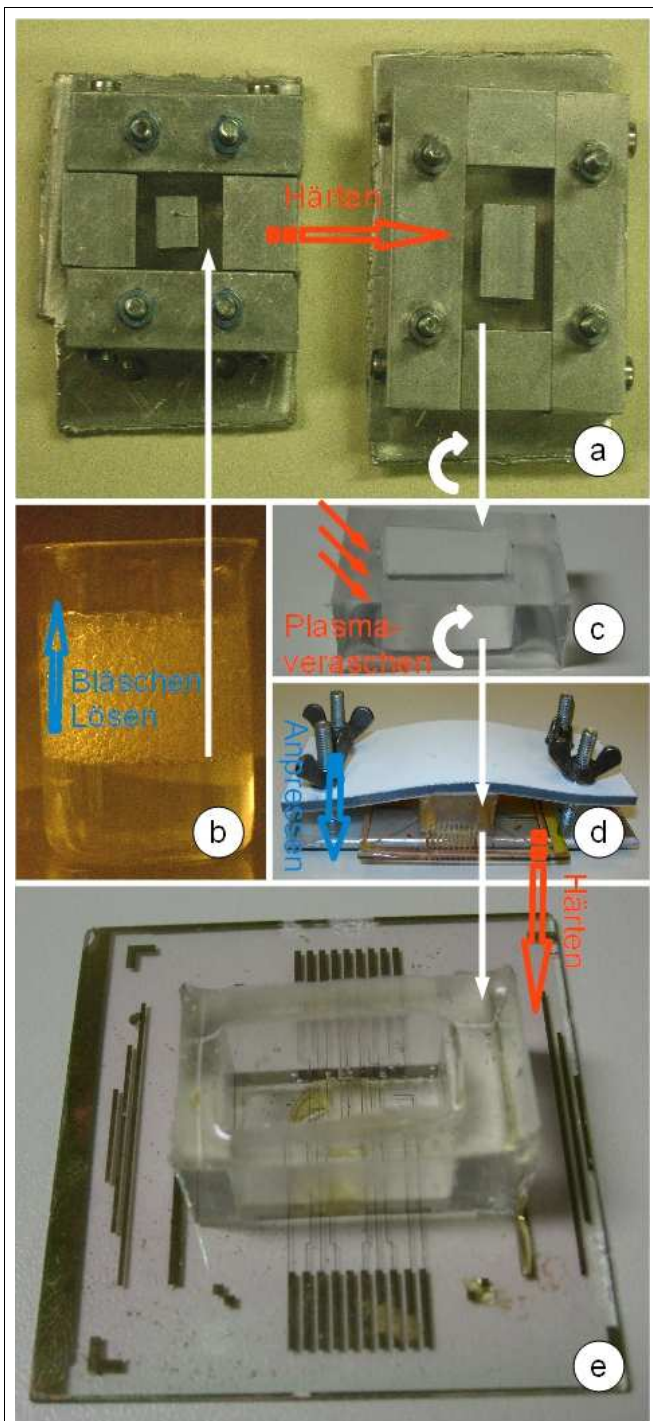 Härten
a
Bläschen
Lösen
b
Plasma-
veraschen
c
Anpressen
d
Härten
e